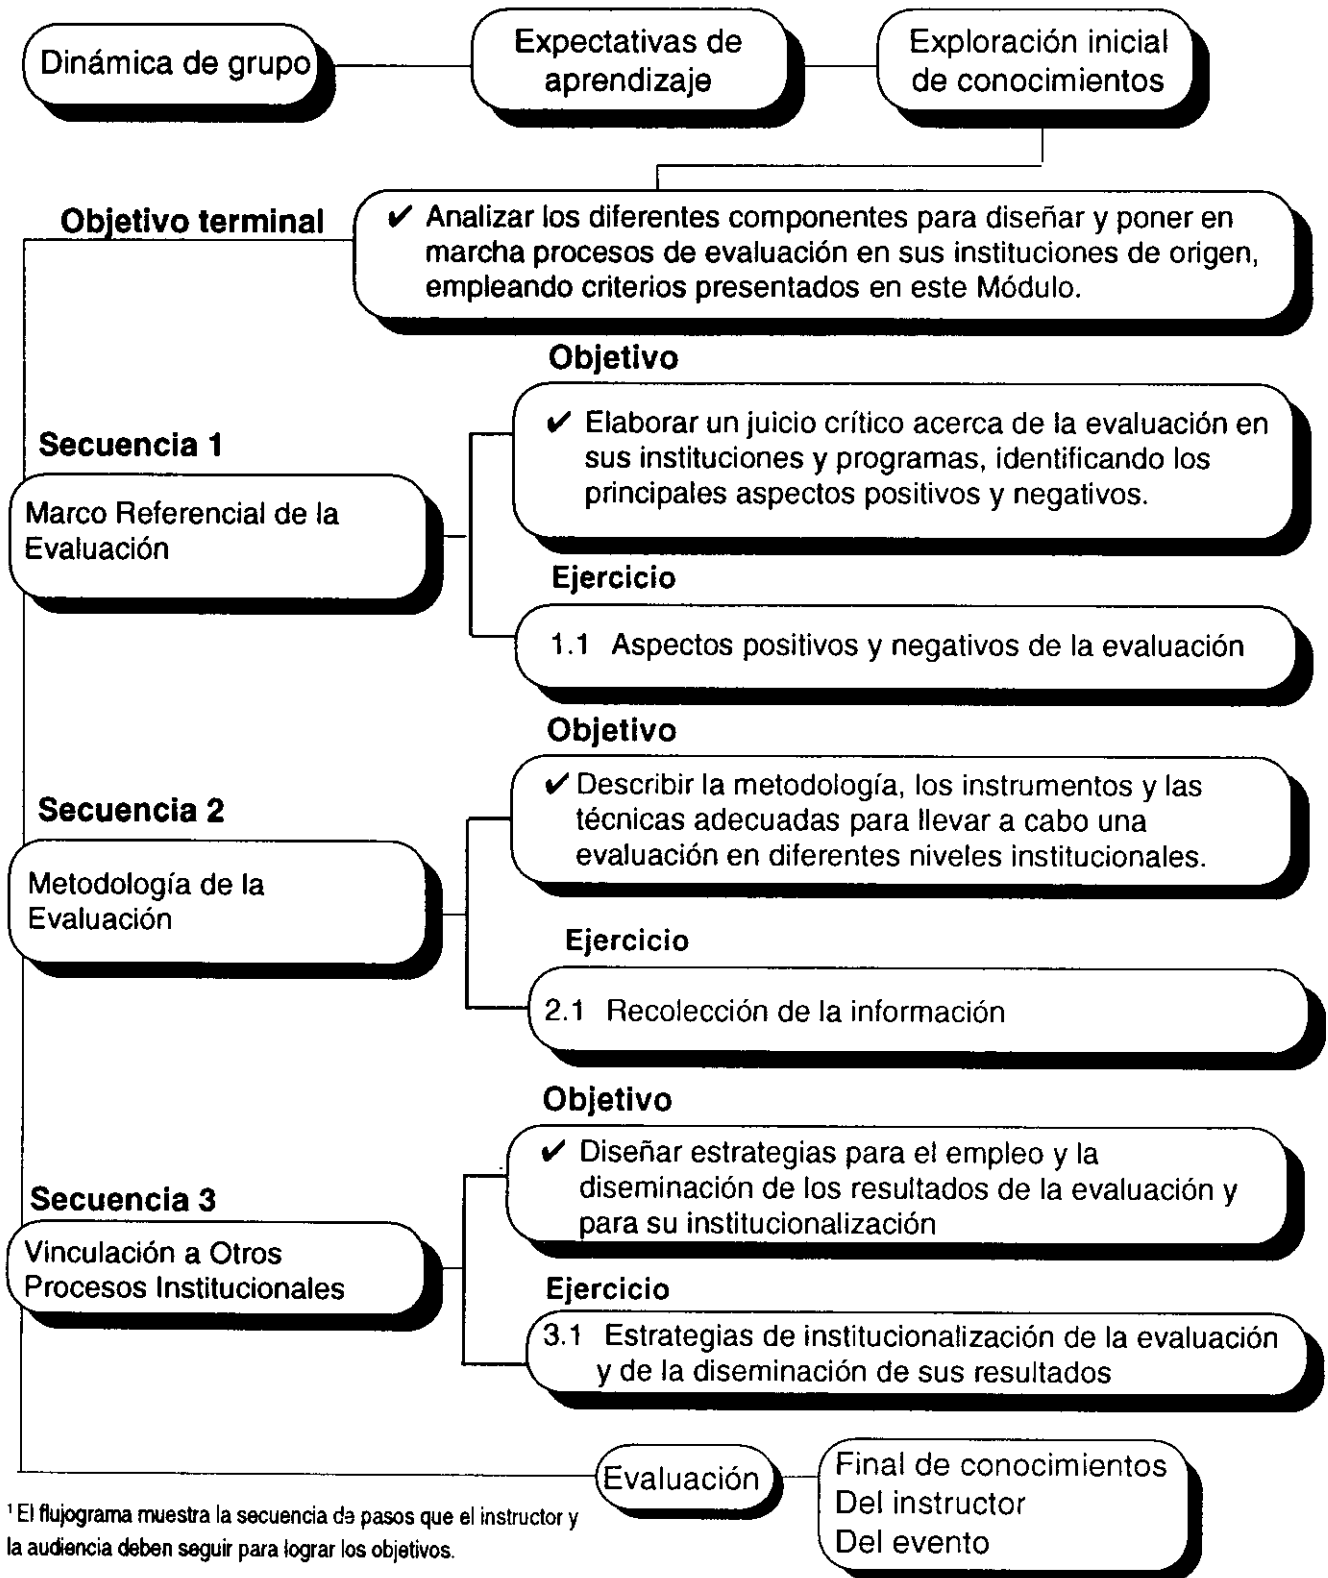 Dinámica de grupo
Expectativas de
aprendizaje
Exploración inicial
de conocimientos
Objetivo terminal
✔ Analizar los diferentes componentes para diseñar y poner en
marcha procesos de evaluación en sus instituciones de origen,
empleando criterios presentados en este Módulo.
Objetivo
✔ Elaborar un juicio crítico acerca de la evaluación en
sus instituciones y programas, identificando los
principales aspectos positivos y negativos.
Secuencia 1
Marco Referencial de la
Evaluación
Ejercicio
1.1 Aspectos positivos y negativos de la evaluación
Objetivo
✔ Describir la metodología, los instrumentos y las
técnicas adecuadas para llevar a cabo una
evaluación en diferentes niveles institucionales.
Secuencia 2
Metodología de la
Evaluación
Ejercicio
2.1 Recolección de la información
Objetivo
✔ Diseñar estrategias para el empleo y la
diseminación de los resultados de la evaluación y
para su institucionalización
Secuencia 3
Vinculación a Otros
Procesos Institucionales
Ejercicio
3.1 Estrategias de institucionalización de la evaluación
y de la diseminación de sus resultados
Evaluación
Final de conocimientos
Del instructor
Del evento
¹ El flujograma muestra la secuencia de pasos que el instructor y
la audiencia deben seguir para lograr los objetivos.